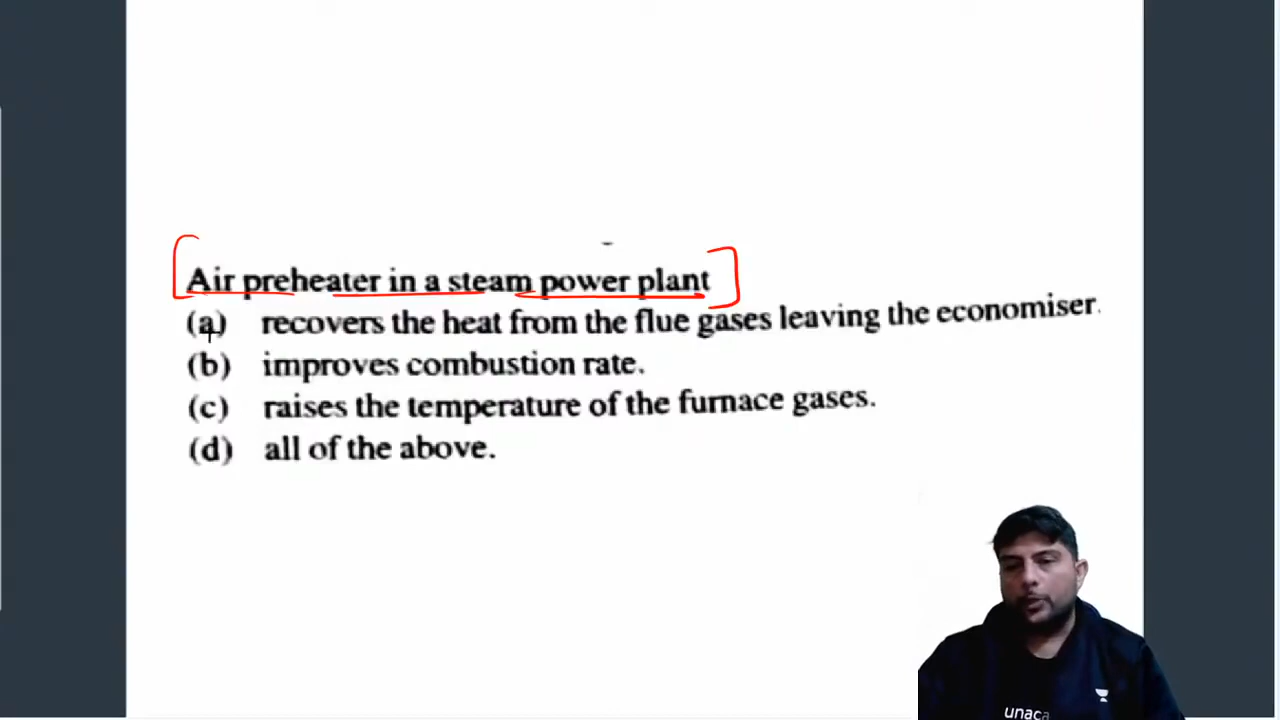 Air preheater in a steam power plant
(a) recovers the heat from the flue gases leaving the economiser.
(b) improves combustion rate.
(c) raises the temperature of the furnace gases.
(d) all of the above.
unaca